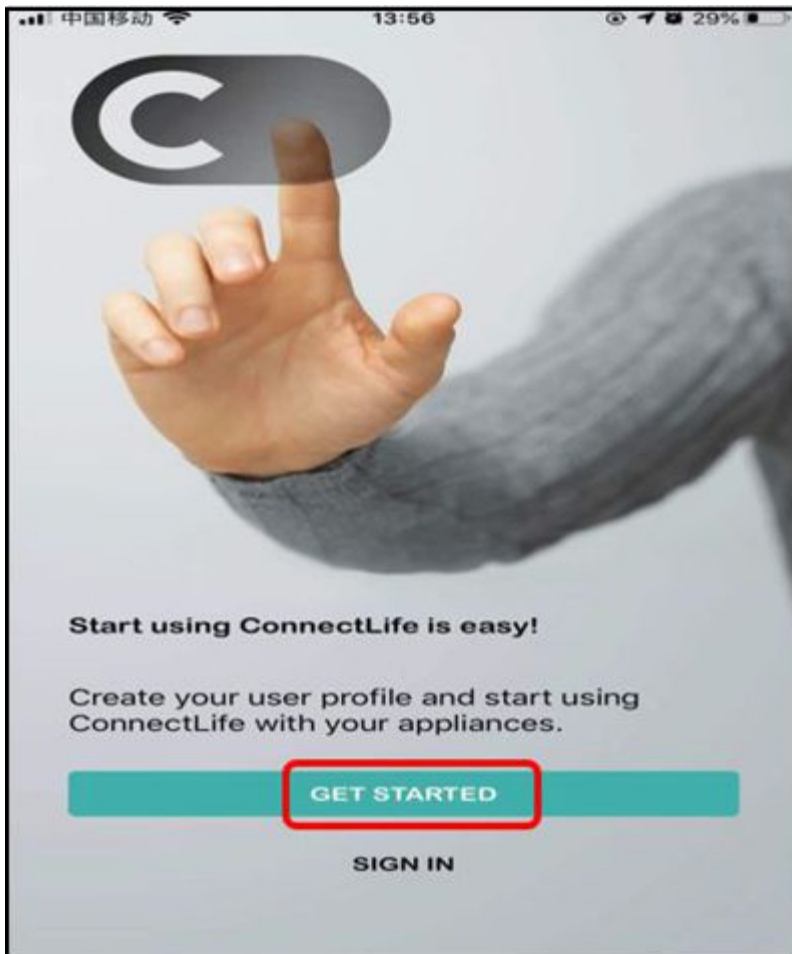 中国移动 13:56 29%
C
Start using ConnectLife is easy!
Create your user profile and start using
ConnectLife with your appliances.
GET STARTED
SIGN IN